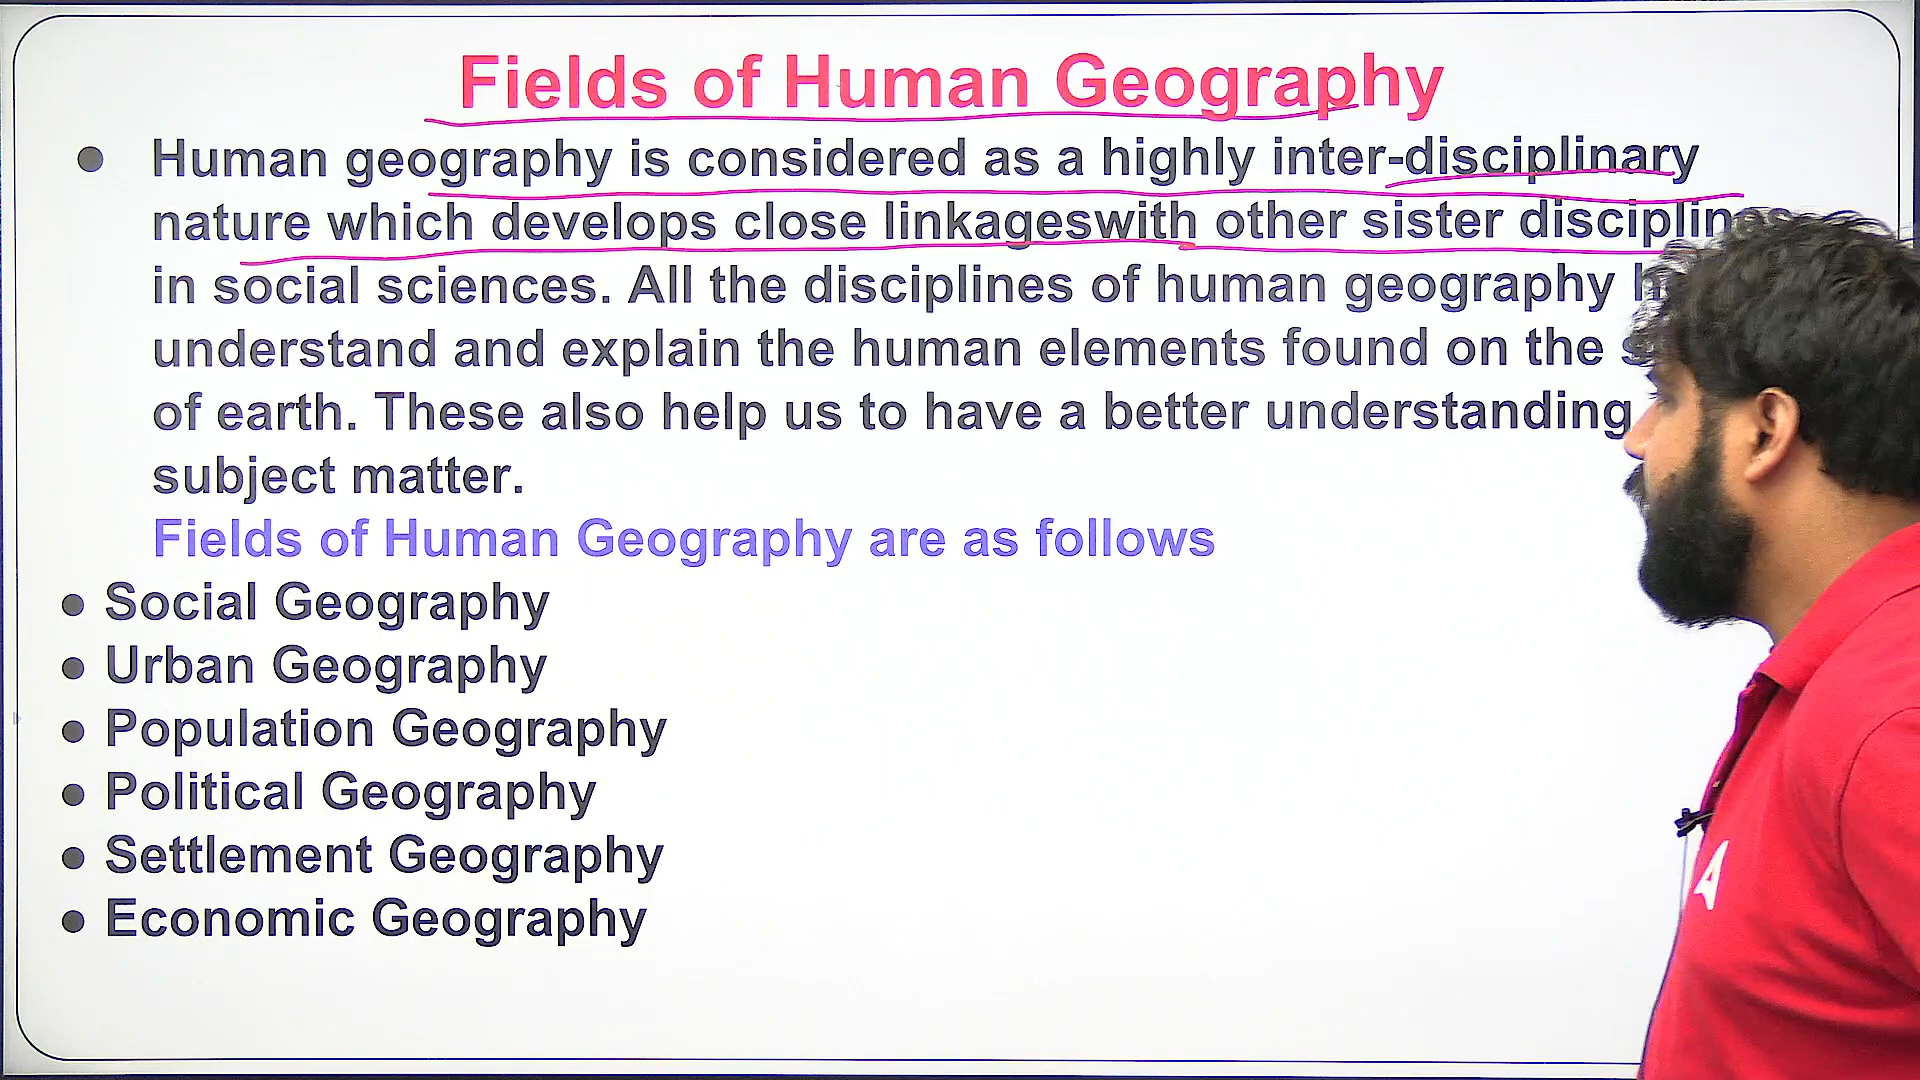 Fields of Human Geography
● Human geography is considered as a highly inter-disciplinary
nature which develops close linkageswith other sister
in social sciences. All the disciplines of human geography
understand and explain the human elements found on the
of earth. These also help us to have a better understanding
subject matter.
Fields of Human Geography are as follows
● Social Geography
● Urban Geography
● Population Geography
● Political Geography
● Settlement Geography
● Economic Geography